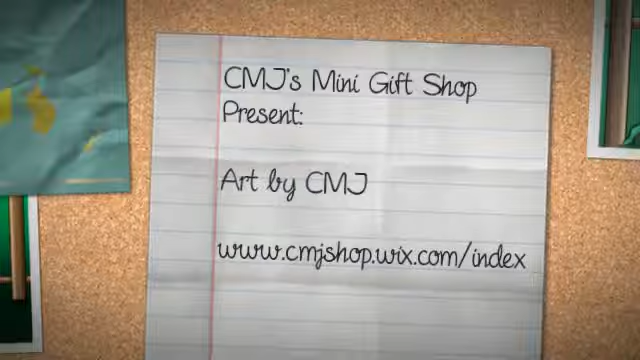 CMJ's Mini Gift Shop
Present:
Art by CMJ
www.cmjshop.wix.com/index